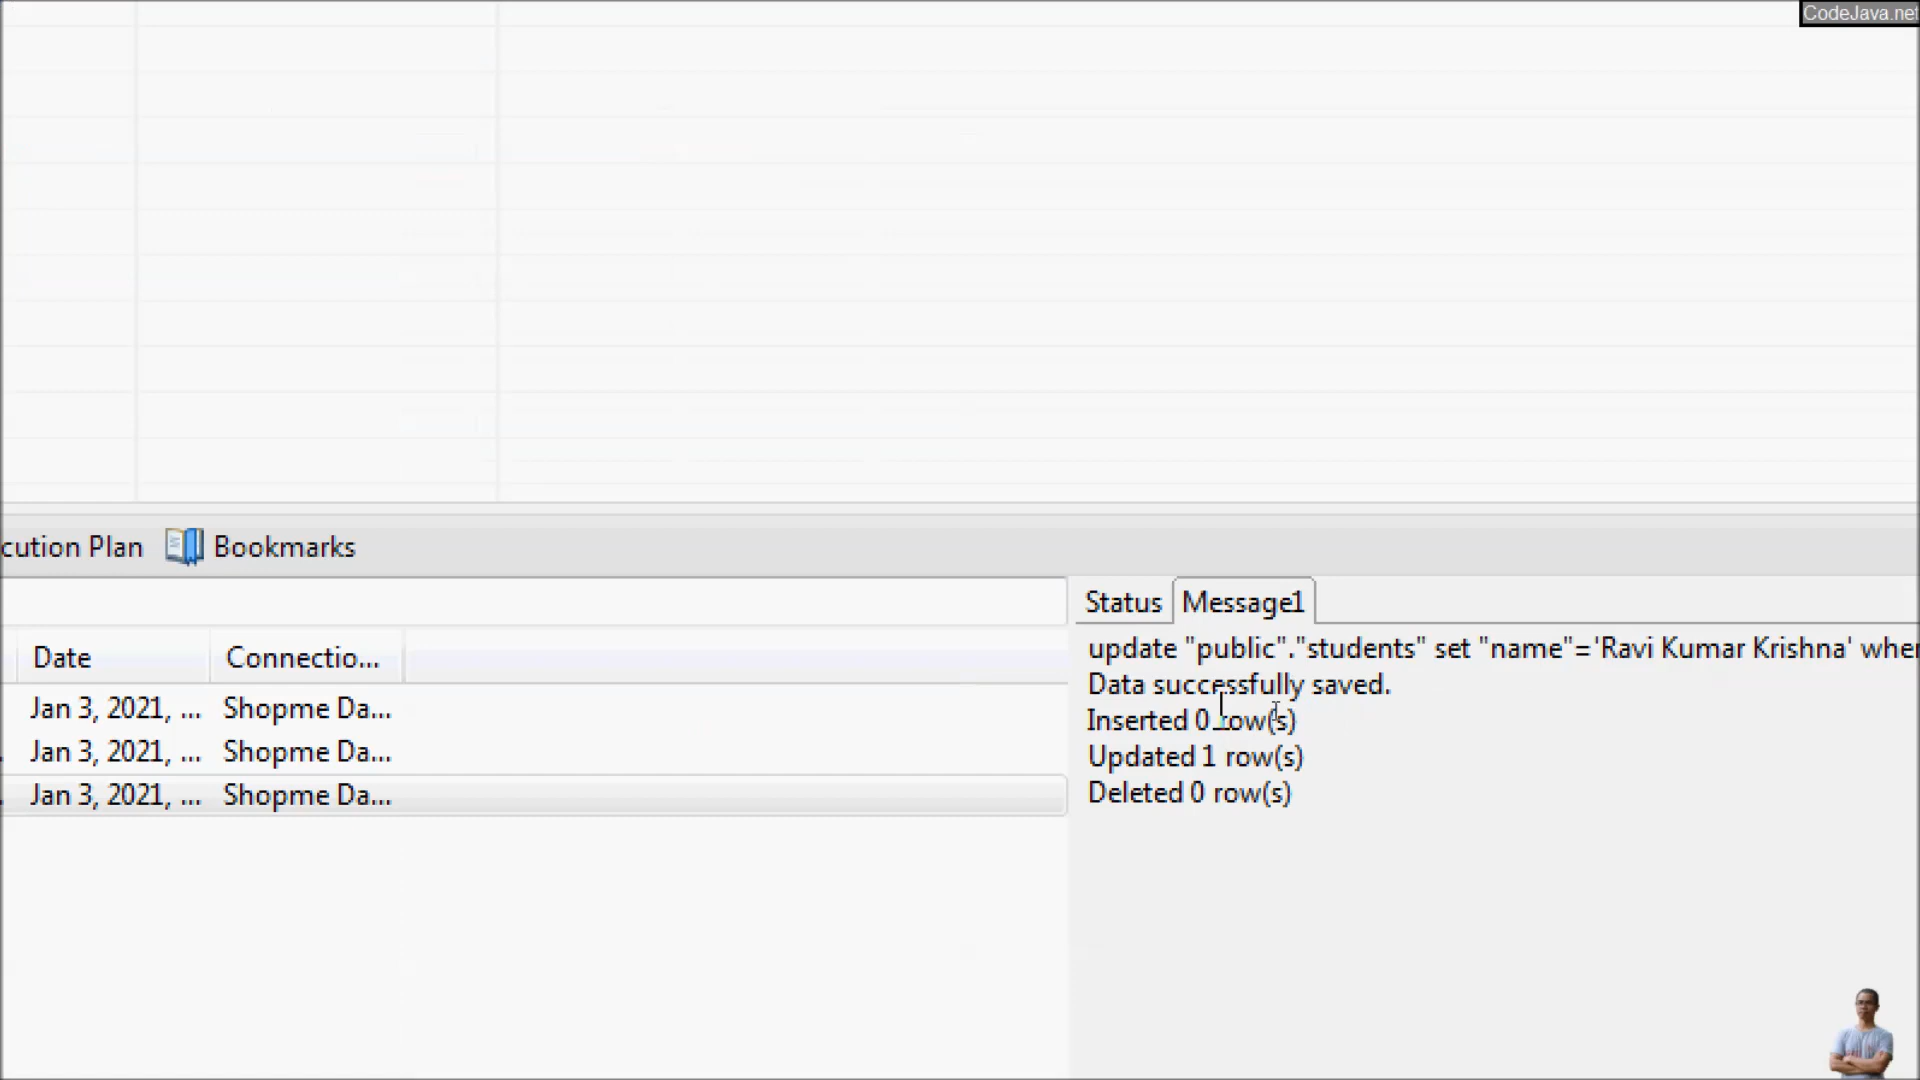 CodeJava.net
cution Plan Bookmarks
Status Message1
Date Connectio...
Jan 3, 2021, ... Shopme Da...
Jan 3, 2021, ... Shopme Da...
Jan 3, 2021, ... Shopme Da...
update "public"."students" set "name"='Ravi Kumar Krishna' wher
Data successfully saved.
Inserted 0 row(s)
Updated 1 row(s)
Deleted 0 row(s)